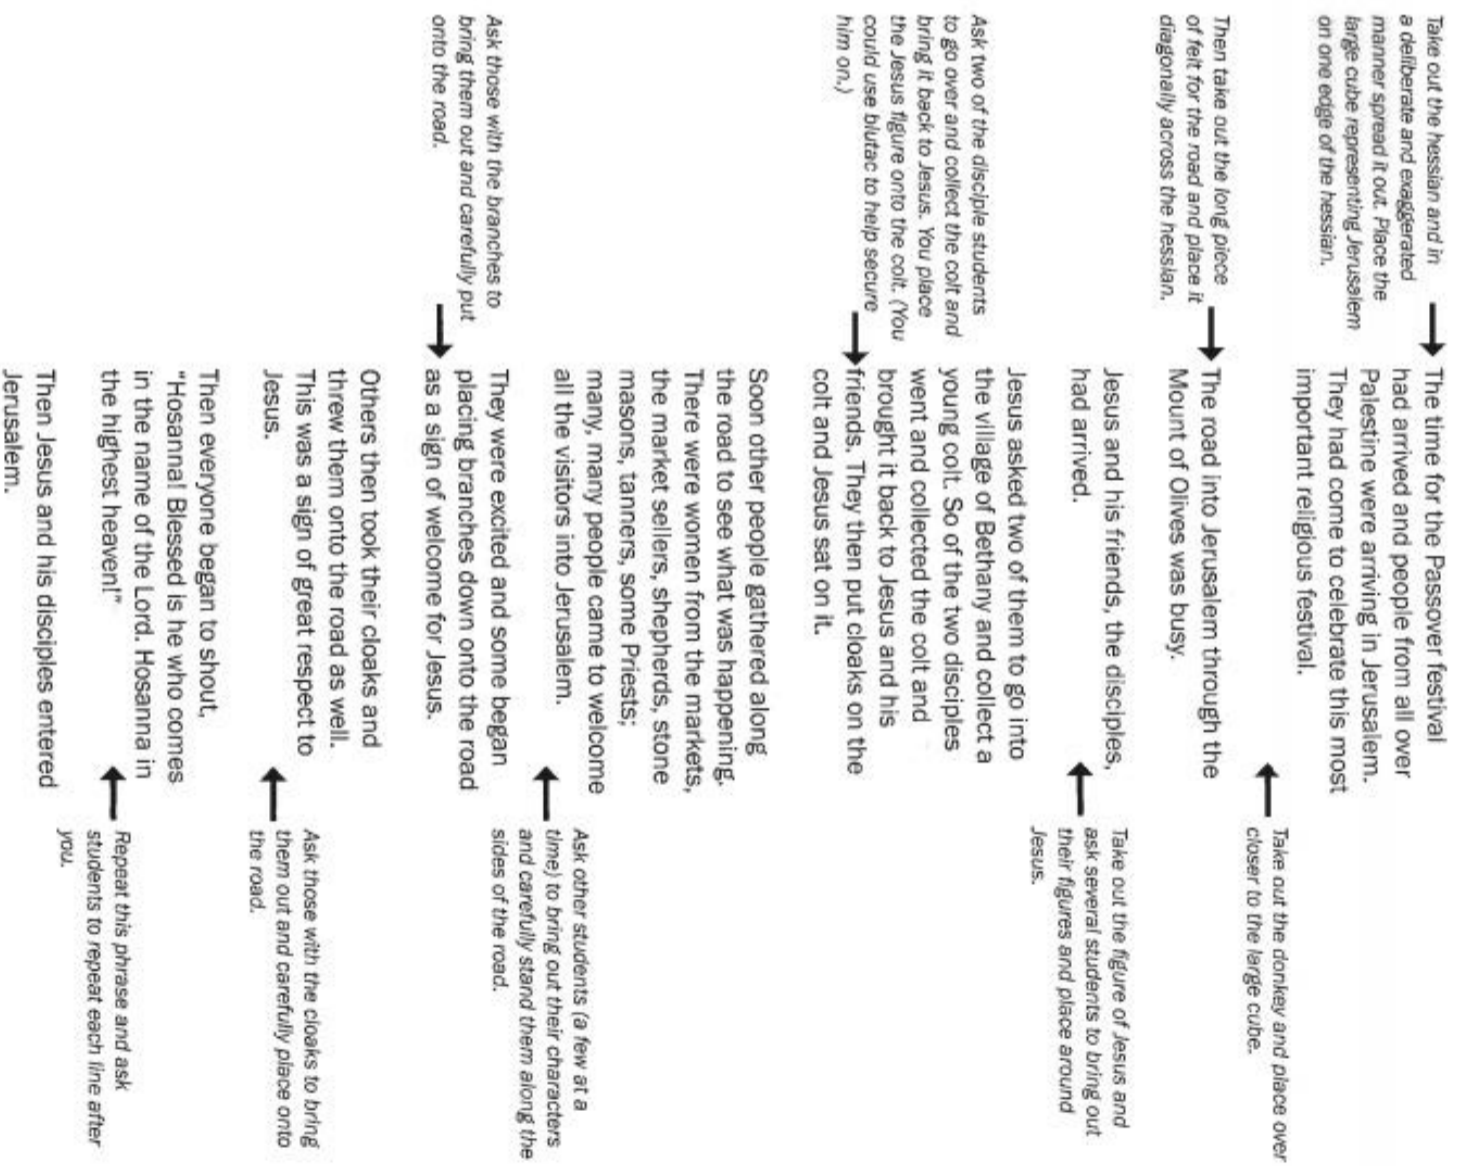 Take out the hessian and in
a deliberate and exaggerated
manner spread it out. Place the
large cube representing Jerusalem
on one edge of the hessian.
The time for the Passover festival
had arrived and people from all over
Palestine were arriving in Jerusalem.
They had come to celebrate this most
important religious festival.
Take out the donkey and place over
closer to the large cube.
Then take out the long piece
of felt for the road and place it
diagonally across the hessian.
The road into Jerusalem through the
Mount of Olives was busy.
Jesus and his friends, the disciples,
had arrived.
Take out the figure of Jesus and
ask several students to bring out
their figures and place around
Jesus.
Ask two of the disciple students
to go over and collect the colt and
bring it back to Jesus. You place
the Jesus figure onto the colt. (You
could use blutac to help secure
him on.)
Jesus asked two of them to go into
the village of Bethany and collect a
young colt. So of the two disciples
went and collected the colt and
brought it back to Jesus and his
friends. They then put cloaks on the
colt and Jesus sat on it.
Soon other people gathered along
the road to see what was happening.
There were women from the markets,
the market sellers, shepherds, stone
masons, tanners, some Priests;
many, many people came to welcome
all the visitors into Jerusalem.
Ask other students (a few at a
time) to bring out their characters
and carefully stand them along the
sides of the road.
Ask those with the branches to
bring them out and carefully put
onto the road.
They were excited and some began
placing branches down onto the road
as a sign of welcome for Jesus.
Others then took their cloaks and
threw them onto the road as well.
This was a sign of great respect to
Jesus.
Ask those with the cloaks to bring
them out and carefully place onto
the road.
Then everyone began to shout,
"Hosanna! Blessed is he who comes
in the name of the Lord. Hosanna in
the highest heaven!"
Repeat this phrase and ask
students to repeat each line after
you.
Then Jesus and his disciples entered
Jerusalem.